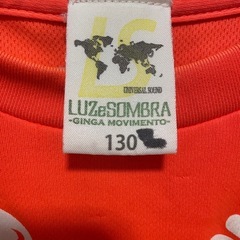 LS
UNIVERSAL SOUND
LUZeSOMBRA
-GINGA MOVIMENTO-
130